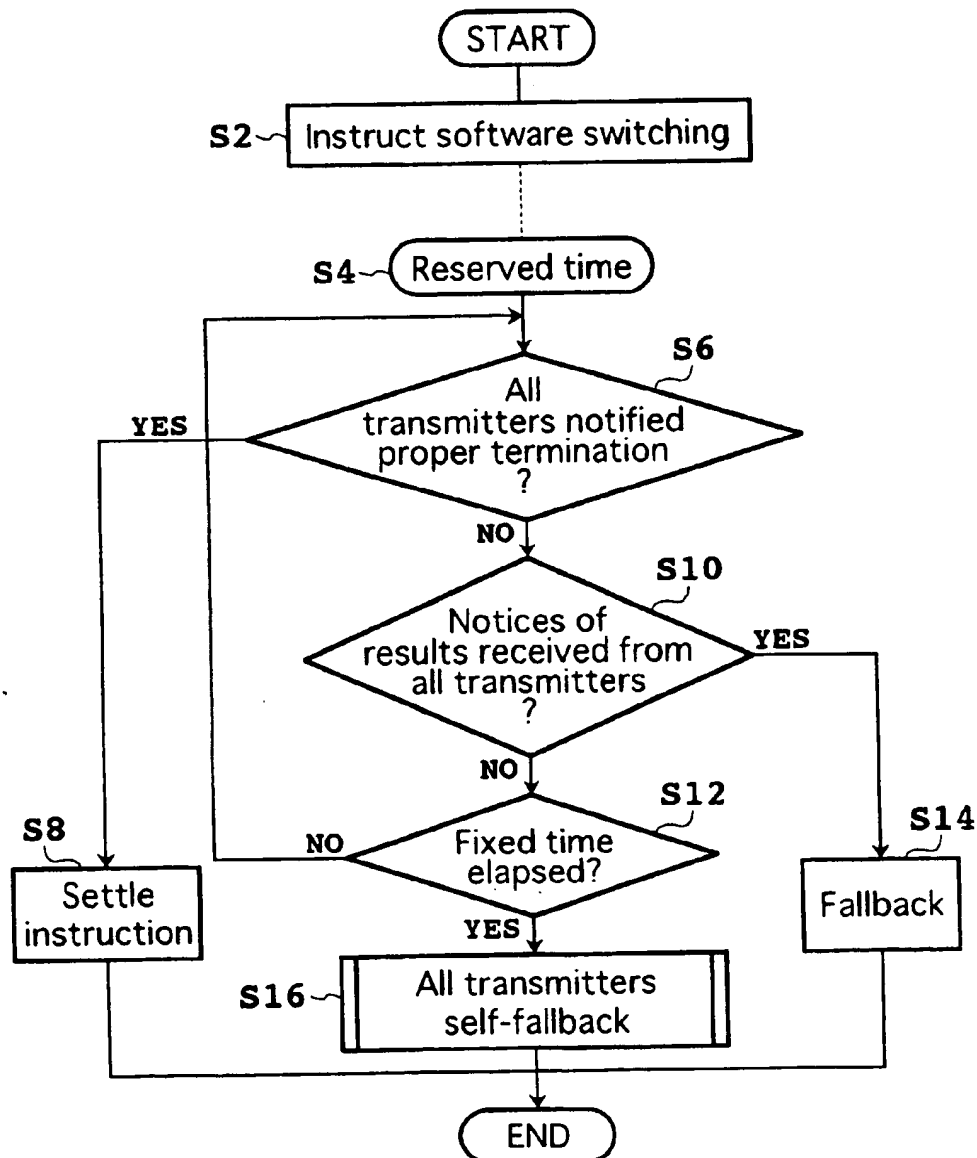 START
S2
Instruct software switching
S4
Reserved time
S6
All
transmitters notified
proper termination
?
YES
NO
S10
Notices of
results received from
all transmitters
?
YES
NO
S12
Fixed time
elapsed?
NO
YES
S8
Settle
instruction
S14
Fallback
S16
All transmitters
self-fallback
END